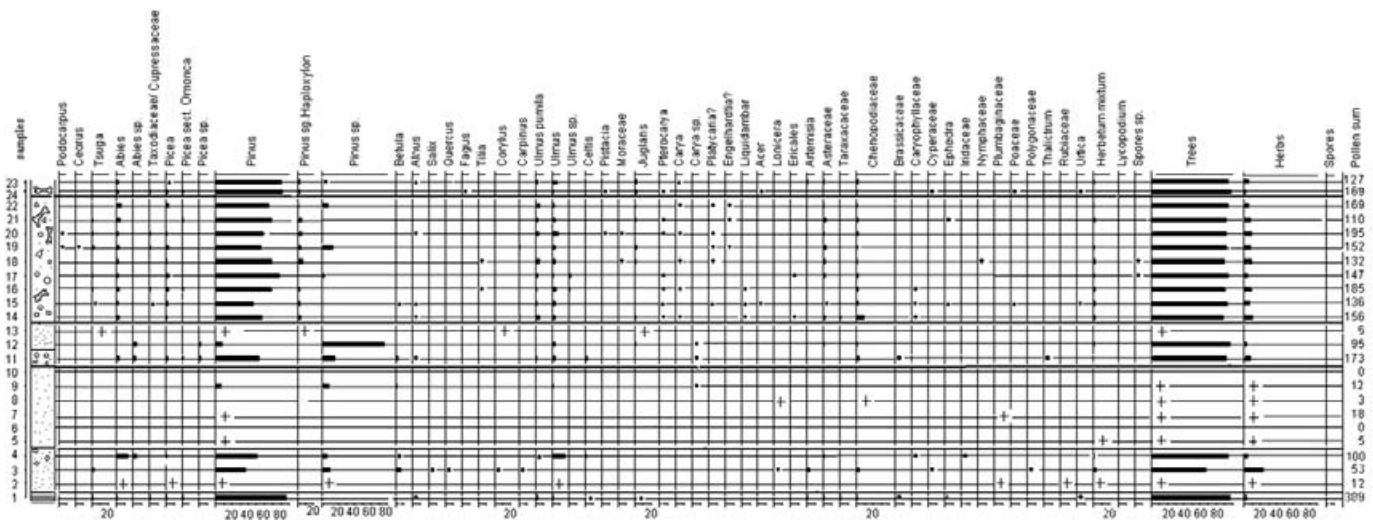 samples
Podocarpus
Cedrus
Tsuga
Abies
Abies sp.
Taxodiaceae/ Cupressaceae
Picea
Picea sect. Omorica
Picea sp.
Pinus
Pinus sg.Haploxylon
Pinus sp.
Betula
Alnus
Salix
Quercus
Fagus
Tilia
Corylus
Carpinus
Ulmus pumila
Ulmus
Ulmus sp.
Celtis
Pistacia
Moraceae
Juglans
Pterocarya
Carya
Carya sp.
Platycaria?
Engelhardtia?
Liquidambar
Acer
Lonicera
Ericales
Artemisia
Asteraceae
Taraxacaceae
Chenopodiaceae
Brassicaceae
Caryophyllaceae
Cyperaceae
Ephedra
Iridaceae
Nymphaceae
Plumbaginaceae
Poaceae
Polygonaceae
Thalictrum
Rubiaceae
Urtica
Herbetum mixtum
Lycopodium
Spores sp.
Trees
Herbs
Spores
Pollen sum
23 127
24 169
22 169
21 110
20 195
19 152
18 132
17 147
16 185
15 136
14 156
13 5
12 95
11 173
10 0
9 12
8 3
7 18
6 0
5 5
4 100
3 53
2 12
1 309
20 20 40 60 80 20 20 40 60 80 20 20 20 20 20 40 60 80 20 40 60 80